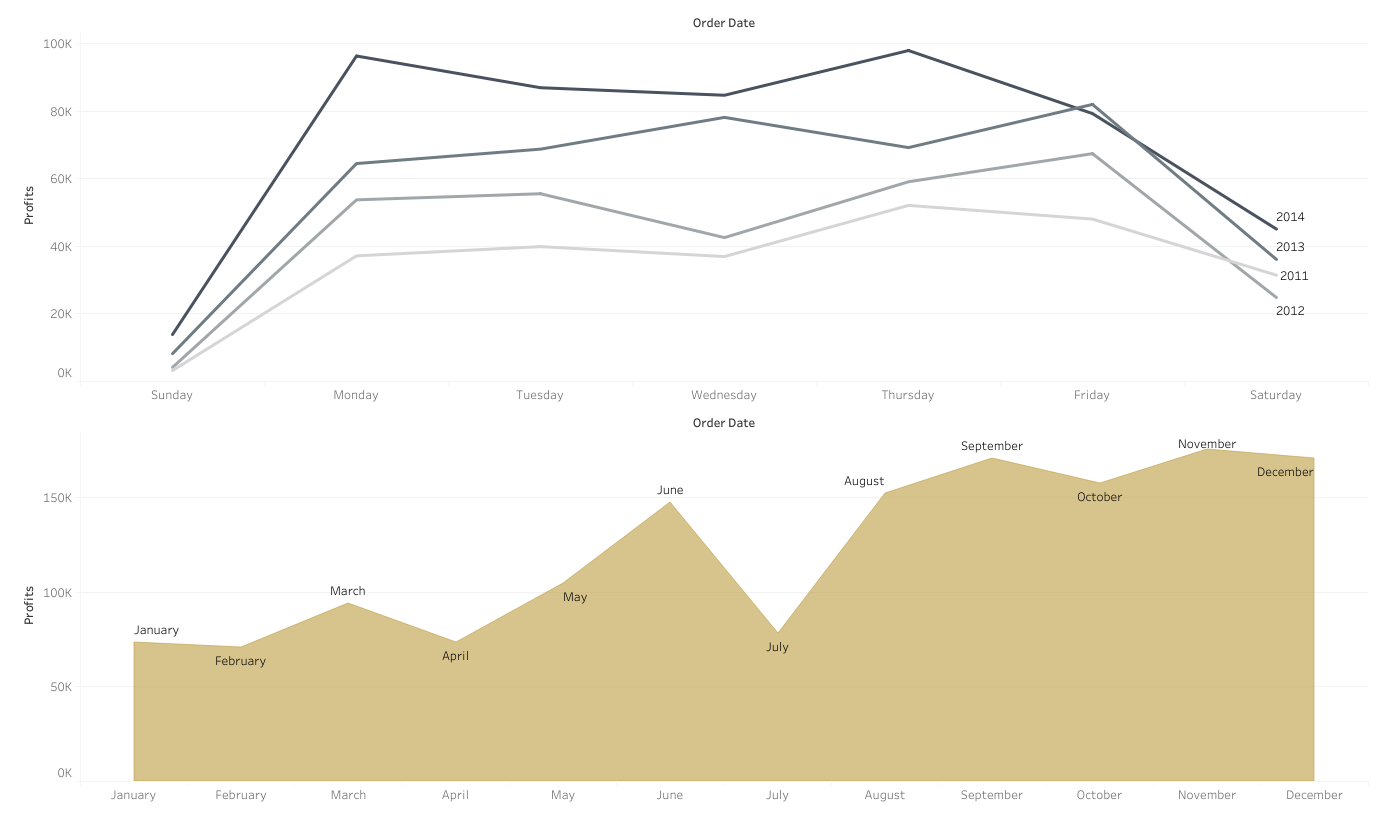 Order Date
100K
80K
60K
40K
20K
0K
Profits
2014
2013
2011
2012
Sunday Monday Tuesday Wednesday Thursday Friday Saturday
Order Date
150K
100K
50K
0K
Profits
January
February
March
April
May
June
July
August
September
October
November
December
January February March April May June July August September October November December